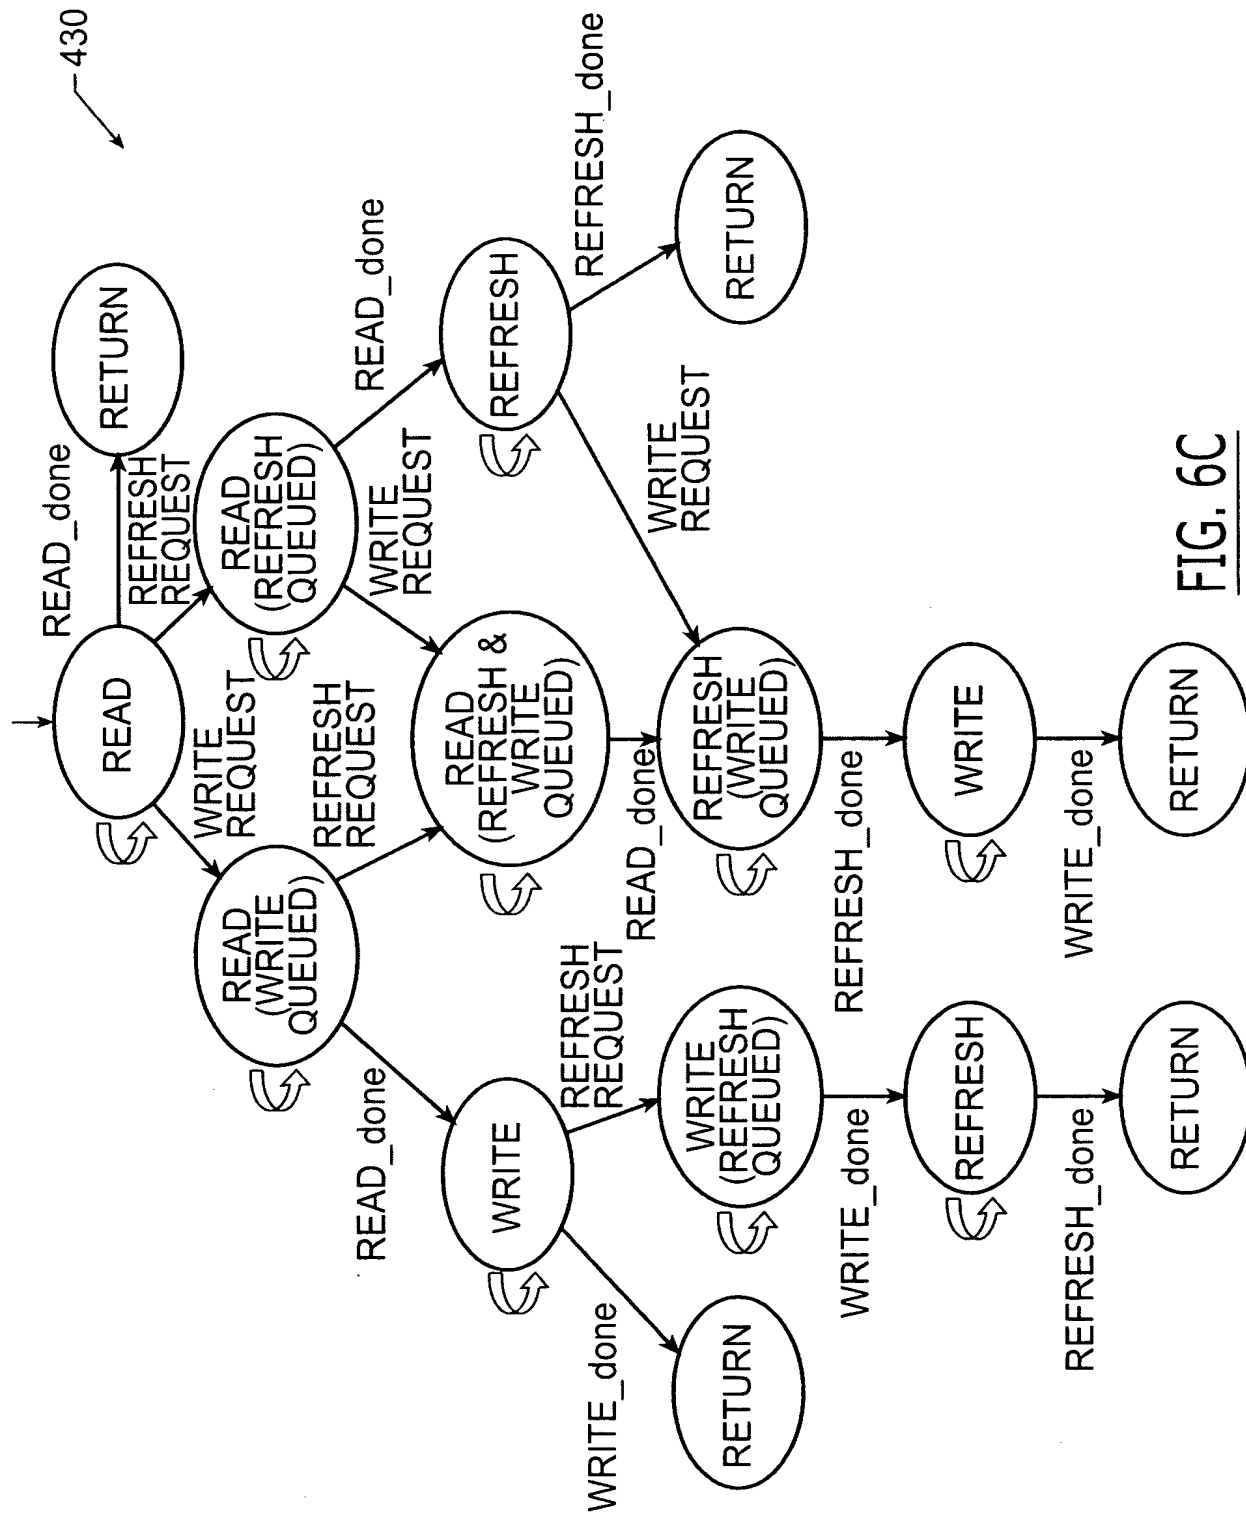 430
READ_done
READ
RETURN
REFRESH
REQUEST
WRITE
REQUEST
READ
(WRITE
QUEUED)
READ
(REFRESH
QUEUED)
REFRESH
REQUEST
WRITE
REQUEST
READ_done
READ_done
WRITE
READ
(REFRESH &
WRITE
QUEUED)
REFRESH
REFRESH_done
WRITE_done
REFRESH
REQUEST
READ_done
WRITE
REQUEST
RETURN
WRITE
(REFRESH
QUEUED)
REFRESH
(WRITE
QUEUED)
RETURN
WRITE_done
REFRESH_done
REFRESH
WRITE
REFRESH_done
WRITE_done
RETURN
RETURN
FIG. 6C